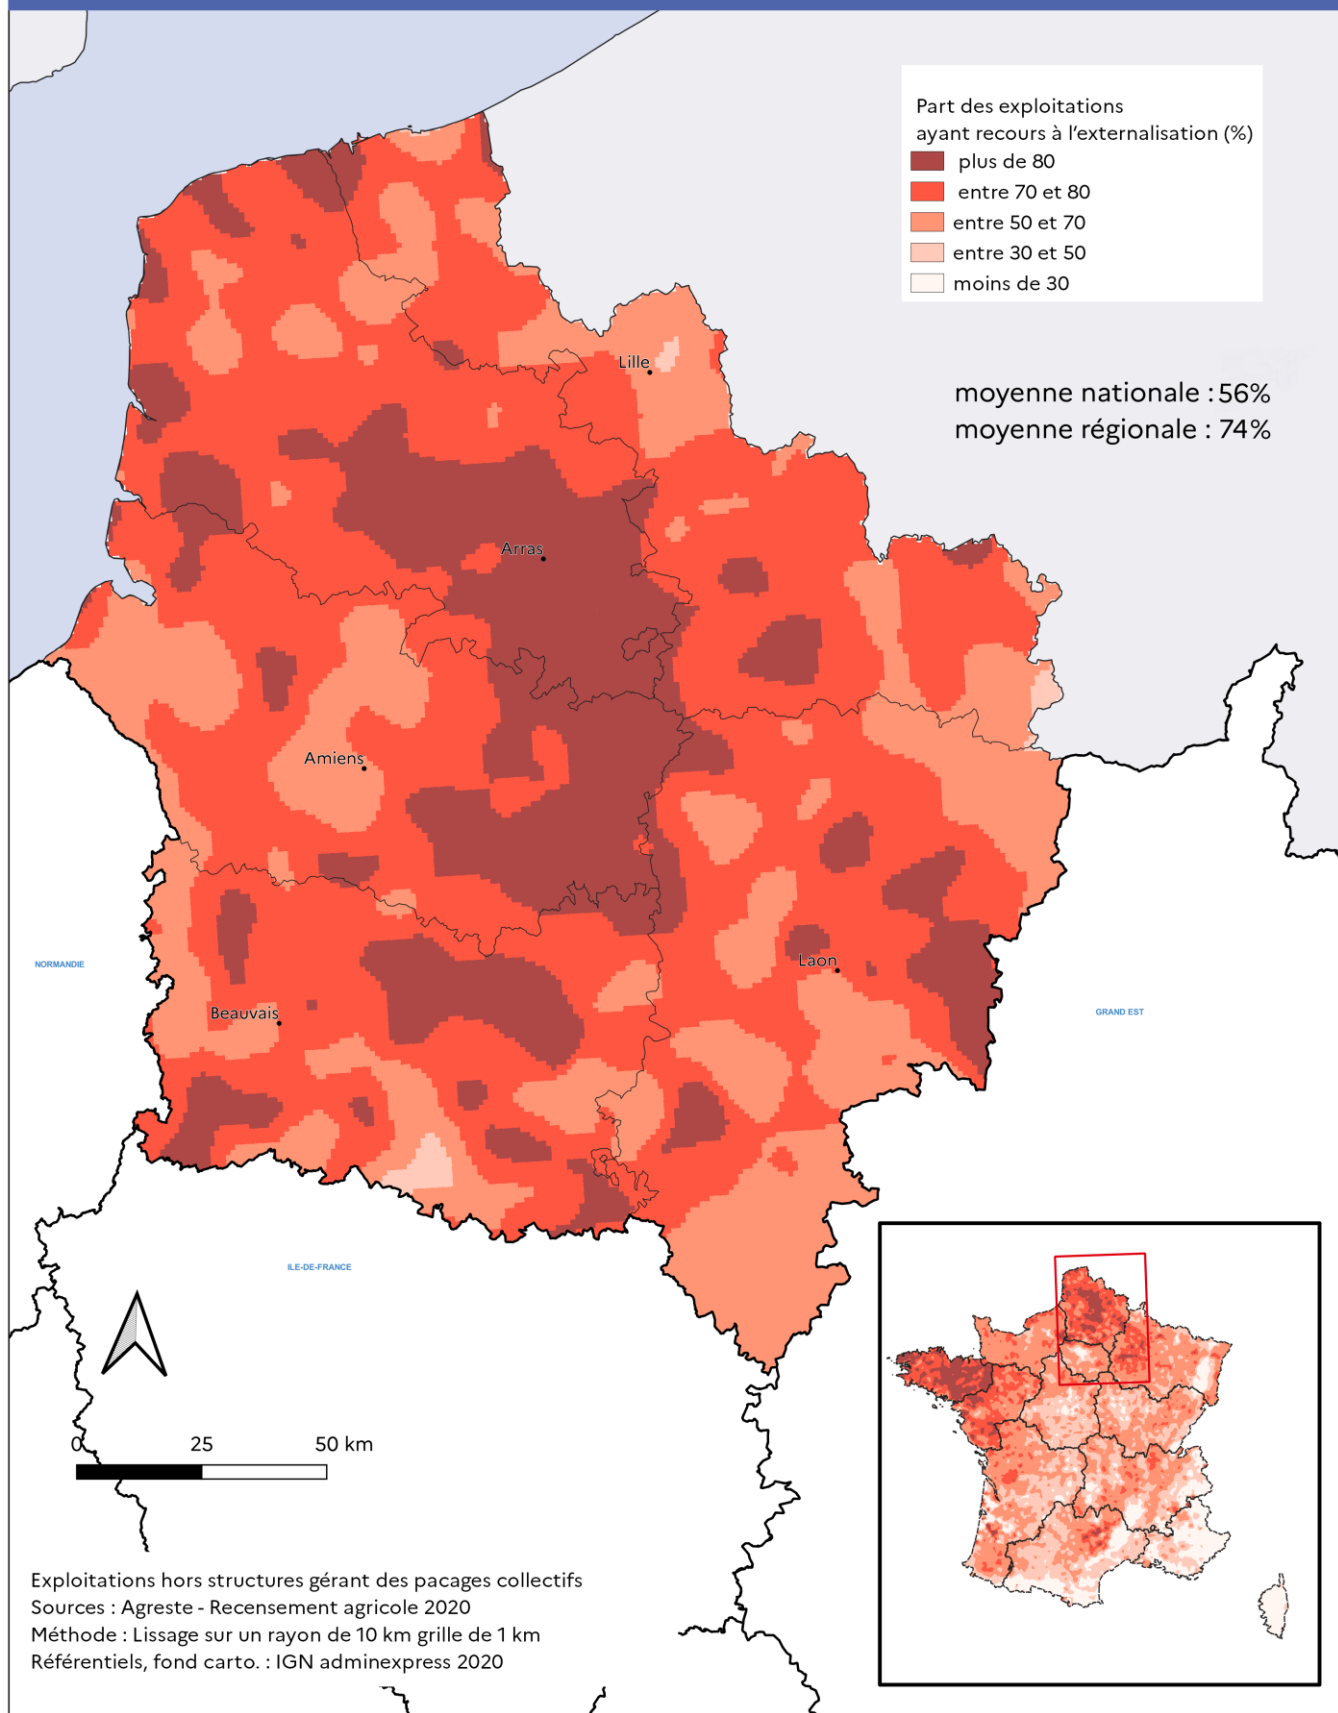 Part des exploitations
ayant recours à l'externalisation (%)
plus de 80
entre 70 et 80
entre 50 et 70
entre 30 et 50
moins de 30
Lille
moyenne nationale : 56%
moyenne régionale : 74%
Arras
Amiens
Laon
NORMANDIE
Beauvais
GRAND EST
ILE-DE-FRANCE
0 25 50 km
Exploitations hors structures gérant des pacages collectifs
Sources : Agreste - Recensement agricole 2020
Méthode : Lissage sur un rayon de 10 km grille de 1 km
Référentiels, fond carto. : IGN adminexpress 2020